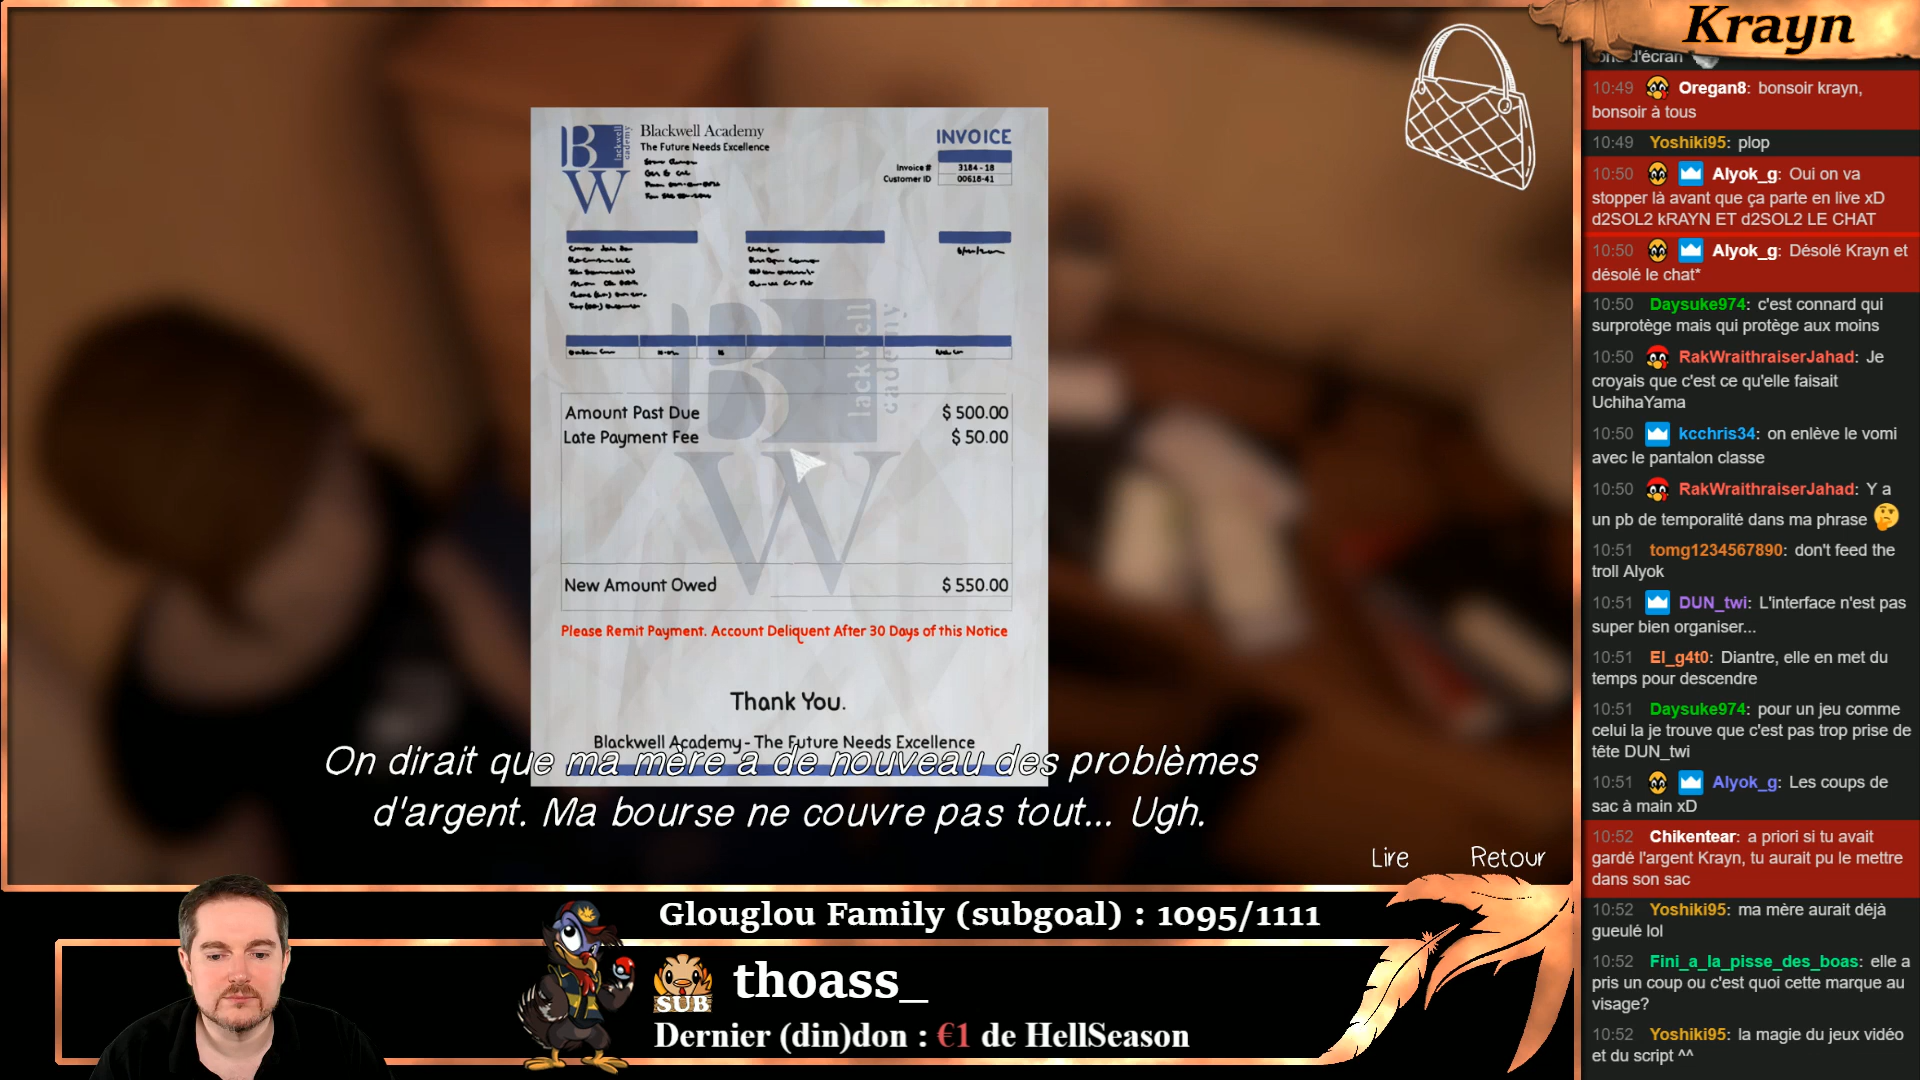 Krayn
B
W
lackwell
cademy
Blackwell Academy
The Future Needs Excellence
INVOICE
Invoice # 3184-18
Customer ID 00618-41
B
W
lackwell
cademy
Amount Past Due $ 500.00
Late Payment Fee $ 50.00
New Amount Owed $ 550.00
Please Remit Payment. Account Deliquent After 30 Days of this Notice
Thank You.
Blackwell Academy - The Future Needs Excellence
On dirait que ma mère a de nouveau des problèmes
d'argent. Ma bourse ne couvre pas tout... Ugh.
Lire Retour
Glouglou Family (subgoal) : 1095/1111
SUB
thoass_
Dernier (din)don : €1 de HellSeason
d'écran
10:49 Oregan8: bonsoir krayn,
bonsoir à tous
10:49 Yoshiki95: plop
10:50 Alyok_g: Oui on va
stopper là avant que ça parte en live xD
d2SOL2 kRAYN ET d2SOL2 LE CHAT
10:50 Alyok_g: Désolé Krayn et
désolé le chat*
10:50 Daysuke974: c'est connard qui
surprotège mais qui protège aux moins
10:50 RakWraithraiserJahad: Je
croyais que c'est ce qu'elle faisait
UchihaYama
10:50 kcchris34: on enlève le vomi
avec le pantalon classe
10:50 RakWraithraiserJahad: Y a
un pb de temporalité dans ma phrase
10:51 tomg1234567890: don't feed the
troll Alyok
10:51 DUN_twi: L'interface n'est pas
super bien organiser...
10:51 El_g4t0: Diantre, elle en met du
temps pour descendre
10:51 Daysuke974: pour un jeu comme
celui la je trouve que c'est pas trop prise de
tête DUN_twi
10:51 Alyok_g: Les coups de
sac à main xD
10:52 Chikentear: a priori si tu avait
gardé l'argent Krayn, tu aurait pu le mettre
dans son sac
10:52 Yoshiki95: ma mère aurait déjà
gueulé lol
10:52 Fini_a_la_pisse_des_boas: elle a
pris un coup ou c'est quoi cette marque au
visage?
10:52 Yoshiki95: la magie du jeux vidéo
et du script ^^